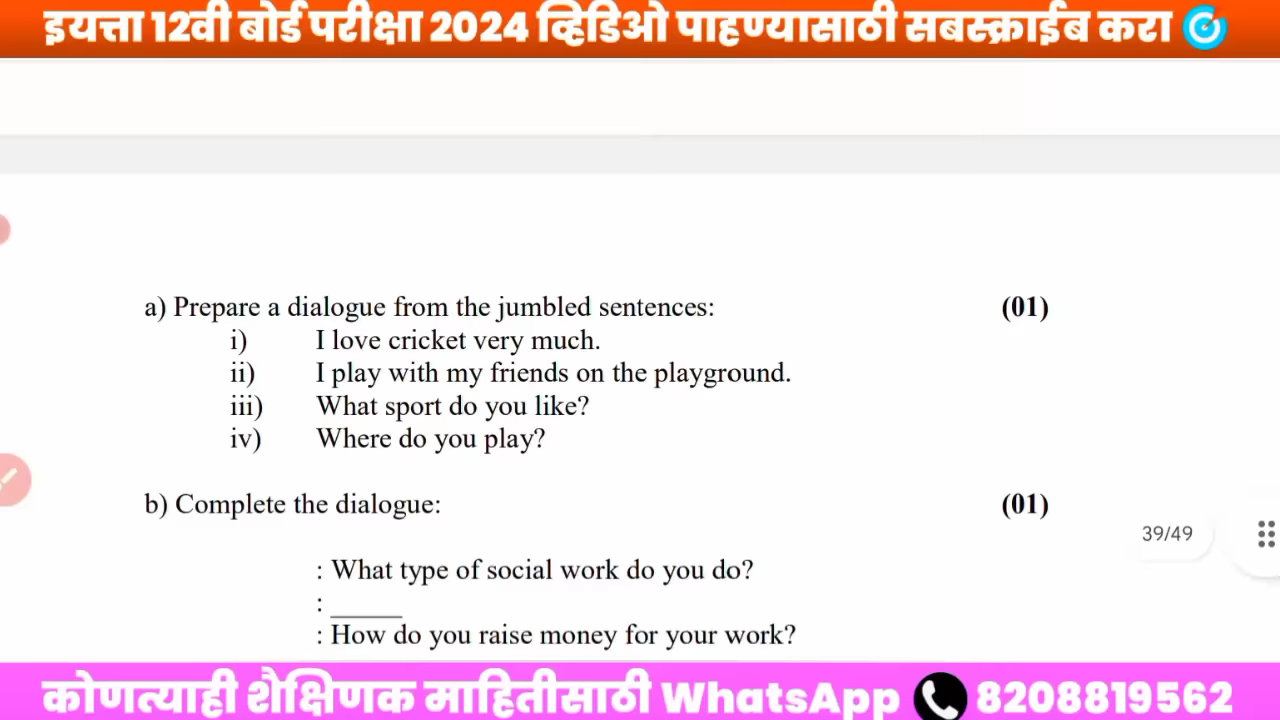 इयत्ता 12वी बोर्ड परीक्षा 2024 व्हिडिओ पाहण्यासाठी सबस्क्राईब करा
a) Prepare a dialogue from the jumbled sentences: (01)
i) I love cricket very much.
ii) I play with my friends on the playground.
iii) What sport do you like?
iv) Where do you play?
b) Complete the dialogue: (01)
39/49
: What type of social work do you do?
: ______
: How do you raise money for your work?
कोणत्याही शैक्षिणक माहितीसाठी WhatsApp 8208819562